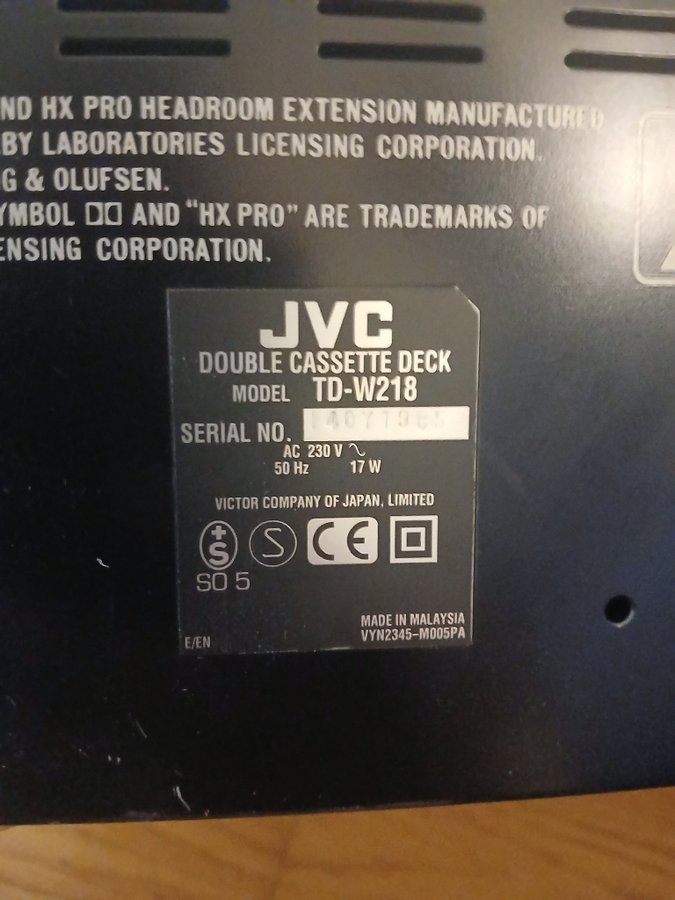 ND HX PRO HEADROOM EXTENSION MANUFACTURED
BY LABORATORIES LICENSING CORPORATION.
G & OLUFSEN.
YMBOL AND "HX PRO" ARE TRADEMARKS OF
ENSING CORPORATION.
JVC
DOUBLE CASSETTE DECK
MODEL TD-W218
SERIAL NO.
AC 230 V ~
50 Hz 17 W
VICTOR COMPANY OF JAPAN, LIMITED
+S S CE
SO 5
MADE IN MALAYSIA
E/EN VYN2345-M005PA